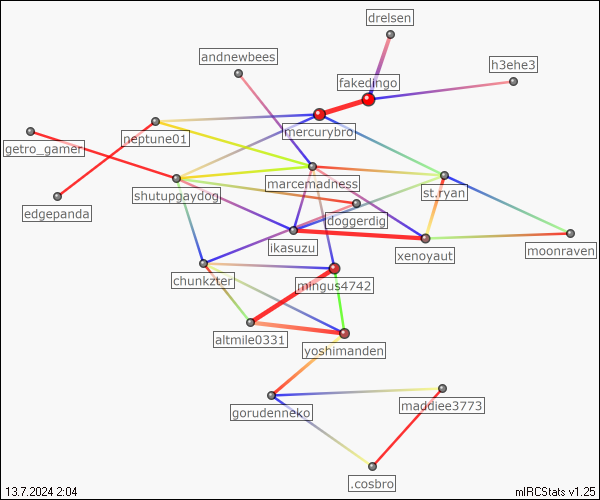 drelsen
andnewbees
h3ehe3
fakedingo
mercurybro
neptune01
getro_gamer
marcemadness
shutupgaydog
st.ryan
edgepanda
doggerdig
ikasuzu
xenoyaut
moonraven
chunkzter
mingus4742
altmile0331
yoshimanden
gorudenneko
maddiee3773
.cosbro
13.7.2024 2:04
mIRCStats v1.25